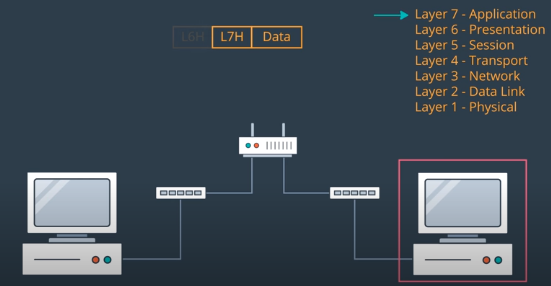 L6H L7H Data
Layer 7 - Application
Layer 6 - Presentation
Layer 5 - Session
Layer 4 - Transport
Layer 3 - Network
Layer 2 - Data Link
Layer 1 - Physical